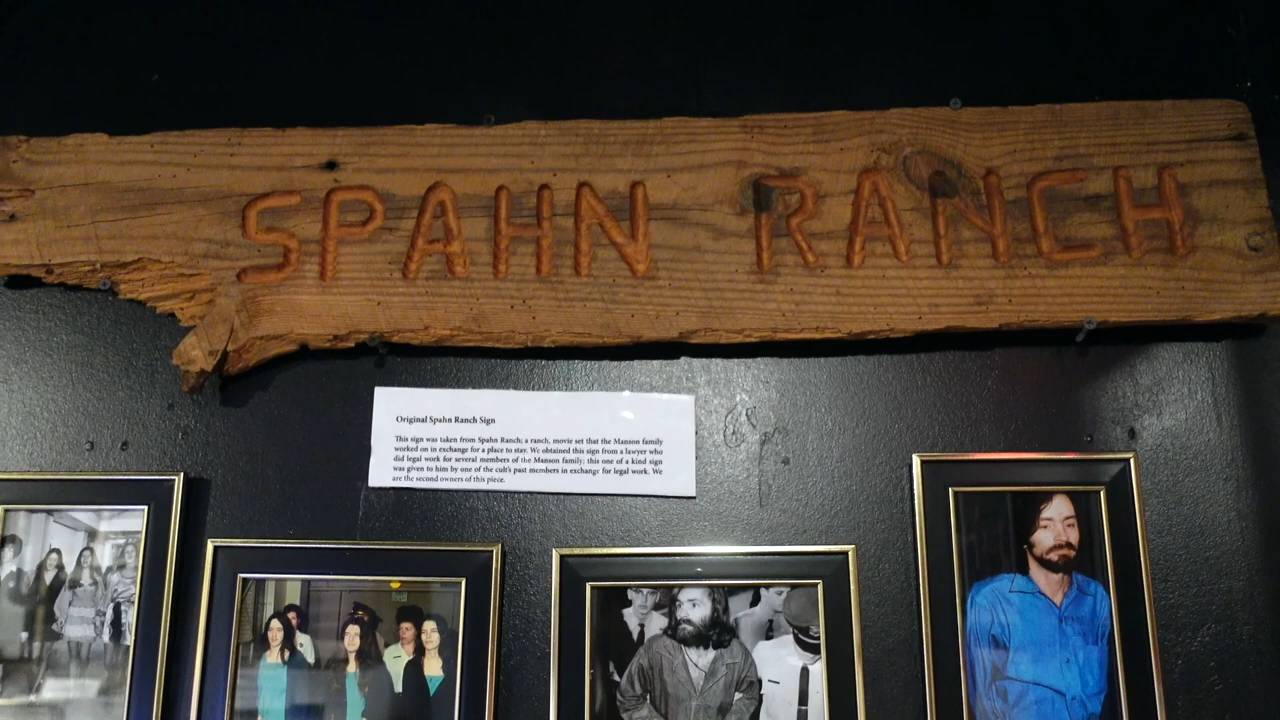 SPAHN RANCH
Original Spahn Ranch Sign
This sign was taken from Spahn Ranch; a ranch, movie set that the Manson family
worked on in exchange for a place to stay. We obtained this sign from a lawyer who
did legal work for several members of the Manson family; this one of a kind sign
was given to him by one of the cult's past members in exchange for legal work. We
are the second owners of this piece.